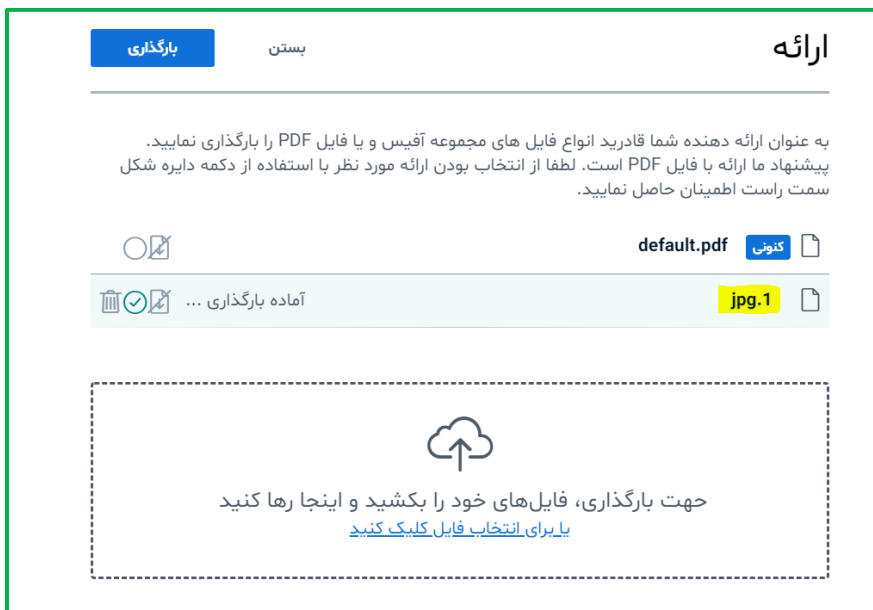 ارائه
بستن
بارگذاری
به عنوان ارائه دهنده شما قادرید انواع فایل های مجموعه آفیس و یا فایل PDF را بارگذاری نمایید.
پیشنهاد ما ارائه با فایل PDF است. لطفا از انتخاب بودن ارائه مورد نظر با استفاده از دکمه دایره شکل
سمت راست اطمینان حاصل نمایید.
کنونی default.pdf
jpg.1 آماده بارگذاری ...
حهت بارگذاری، فایل‌های خود را بکشید و اینجا رها کنید
یا برای انتخاب فایل کلیک کنید